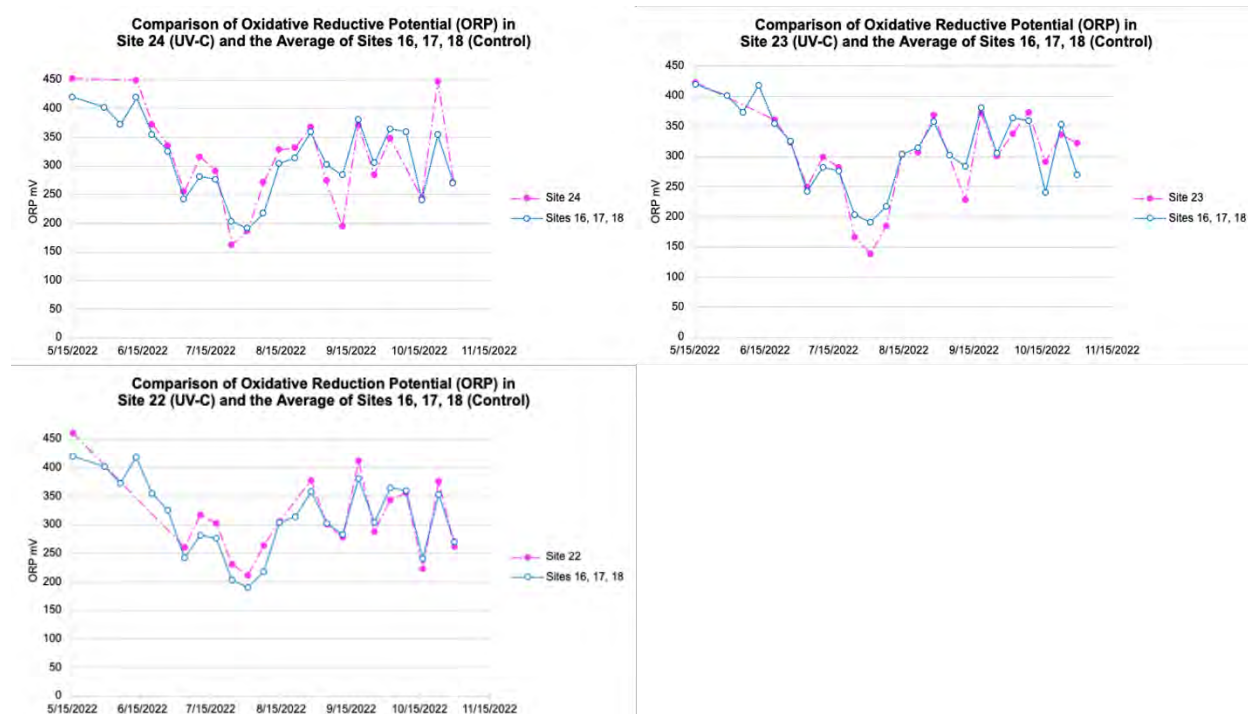 Comparison of Oxidative Reductive Potential (ORP) in
Site 24 (UV-C) and the Average of Sites 16, 17, 18 (Control)
450
400
350
300
250
200
150
100
50
0
ORP mV
5/15/2022 6/15/2022 7/15/2022 8/15/2022 9/15/2022 10/15/2022 11/15/2022
Site 24
Sites 16, 17, 18
Comparison of Oxidative Reductive Potential (ORP) in
Site 23 (UV-C) and the Average of Sites 16, 17, 18 (Control)
450
400
350
300
250
200
150
100
50
0
ORP mV
5/15/2022 6/15/2022 7/15/2022 8/15/2022 9/15/2022 10/15/2022 11/15/2022
Site 23
Sites 16, 17, 18
Comparison of Oxidative Reduction Potential (ORP) in
Site 22 (UV-C) and the Average of Sites 16, 17, 18 (Control)
450
400
350
300
250
200
150
100
50
0
ORP mV
5/15/2022 6/15/2022 7/15/2022 8/15/2022 9/15/2022 10/15/2022 11/15/2022
Site 22
Sites 16, 17, 18